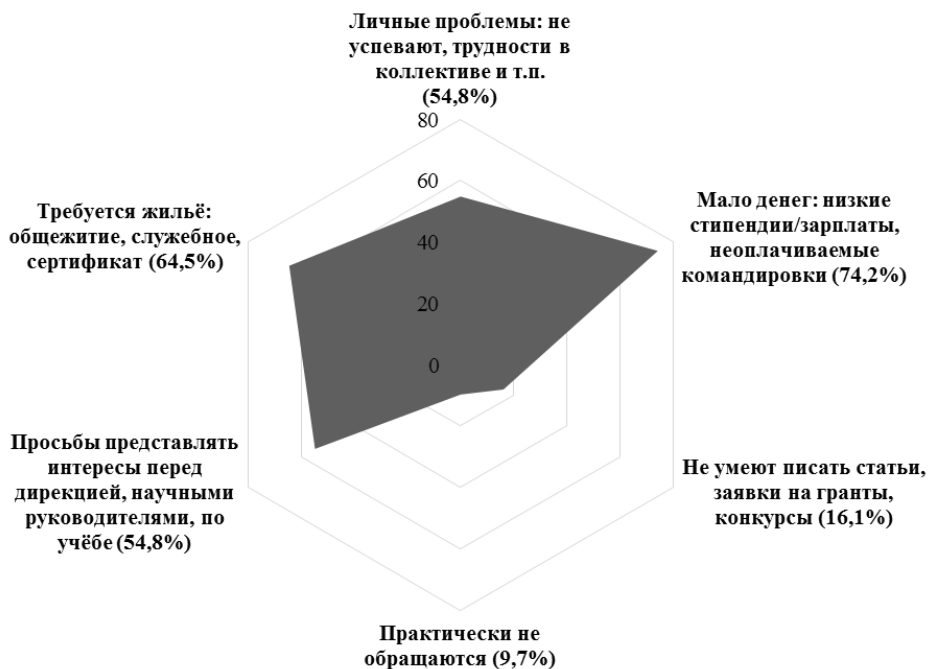 Личные проблемы: не
успевают, трудности в
коллективе и т.п.
(54,8%)
80
60
40
20
0
Мало денег: низкие
стипендии/зарплаты,
неоплачиваемые
командировки (74,2%)
Не умеют писать статьи,
заявки на гранты,
конкурсы (16,1%)
Практически не
обращаются (9,7%)
Просьбы представлять
интересы перед
дирекцией, научными
руководителями, по
учёбе (54,8%)
Требуется жильё:
общежитие, служебное,
сертификат (64,5%)